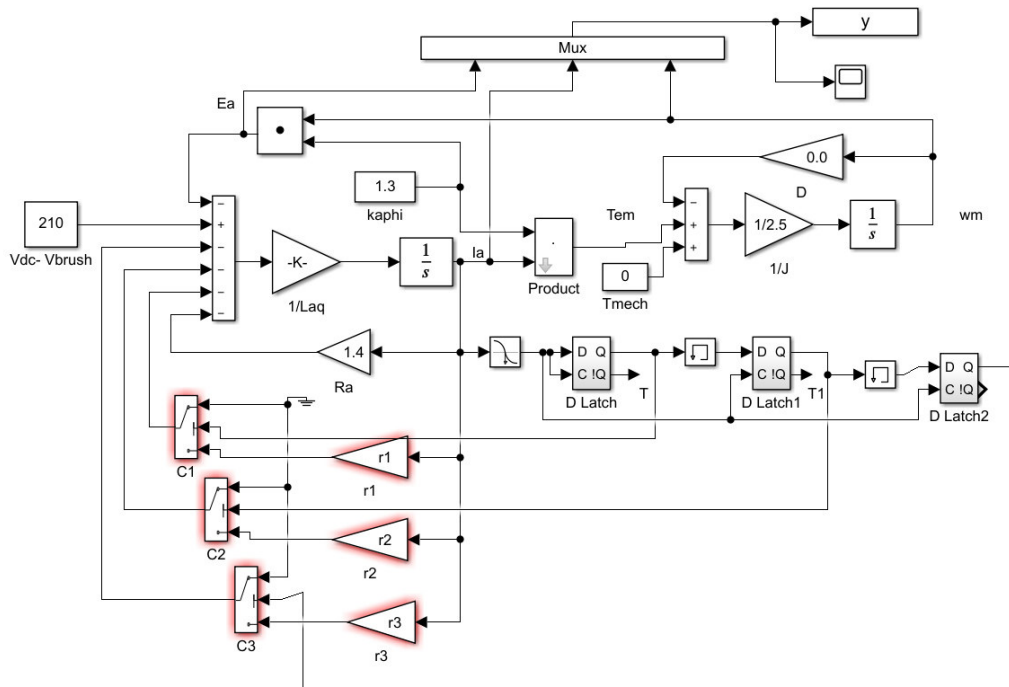 y
Mux
Ea
0.0
D
1.3
kaphi
210
Vdc- Vbrush
-K-
1/Laq
1
s
Ia
Product
Tem
0
Tmech
1/2.5
1/J
1
s
wm
1.4
Ra
D Q
C !Q
D Latch
T
D Q
C !Q
D Latch1
T1
D Q
C !Q
D Latch2
C1
r1
r1
C2
r2
r2
C3
r3
r3